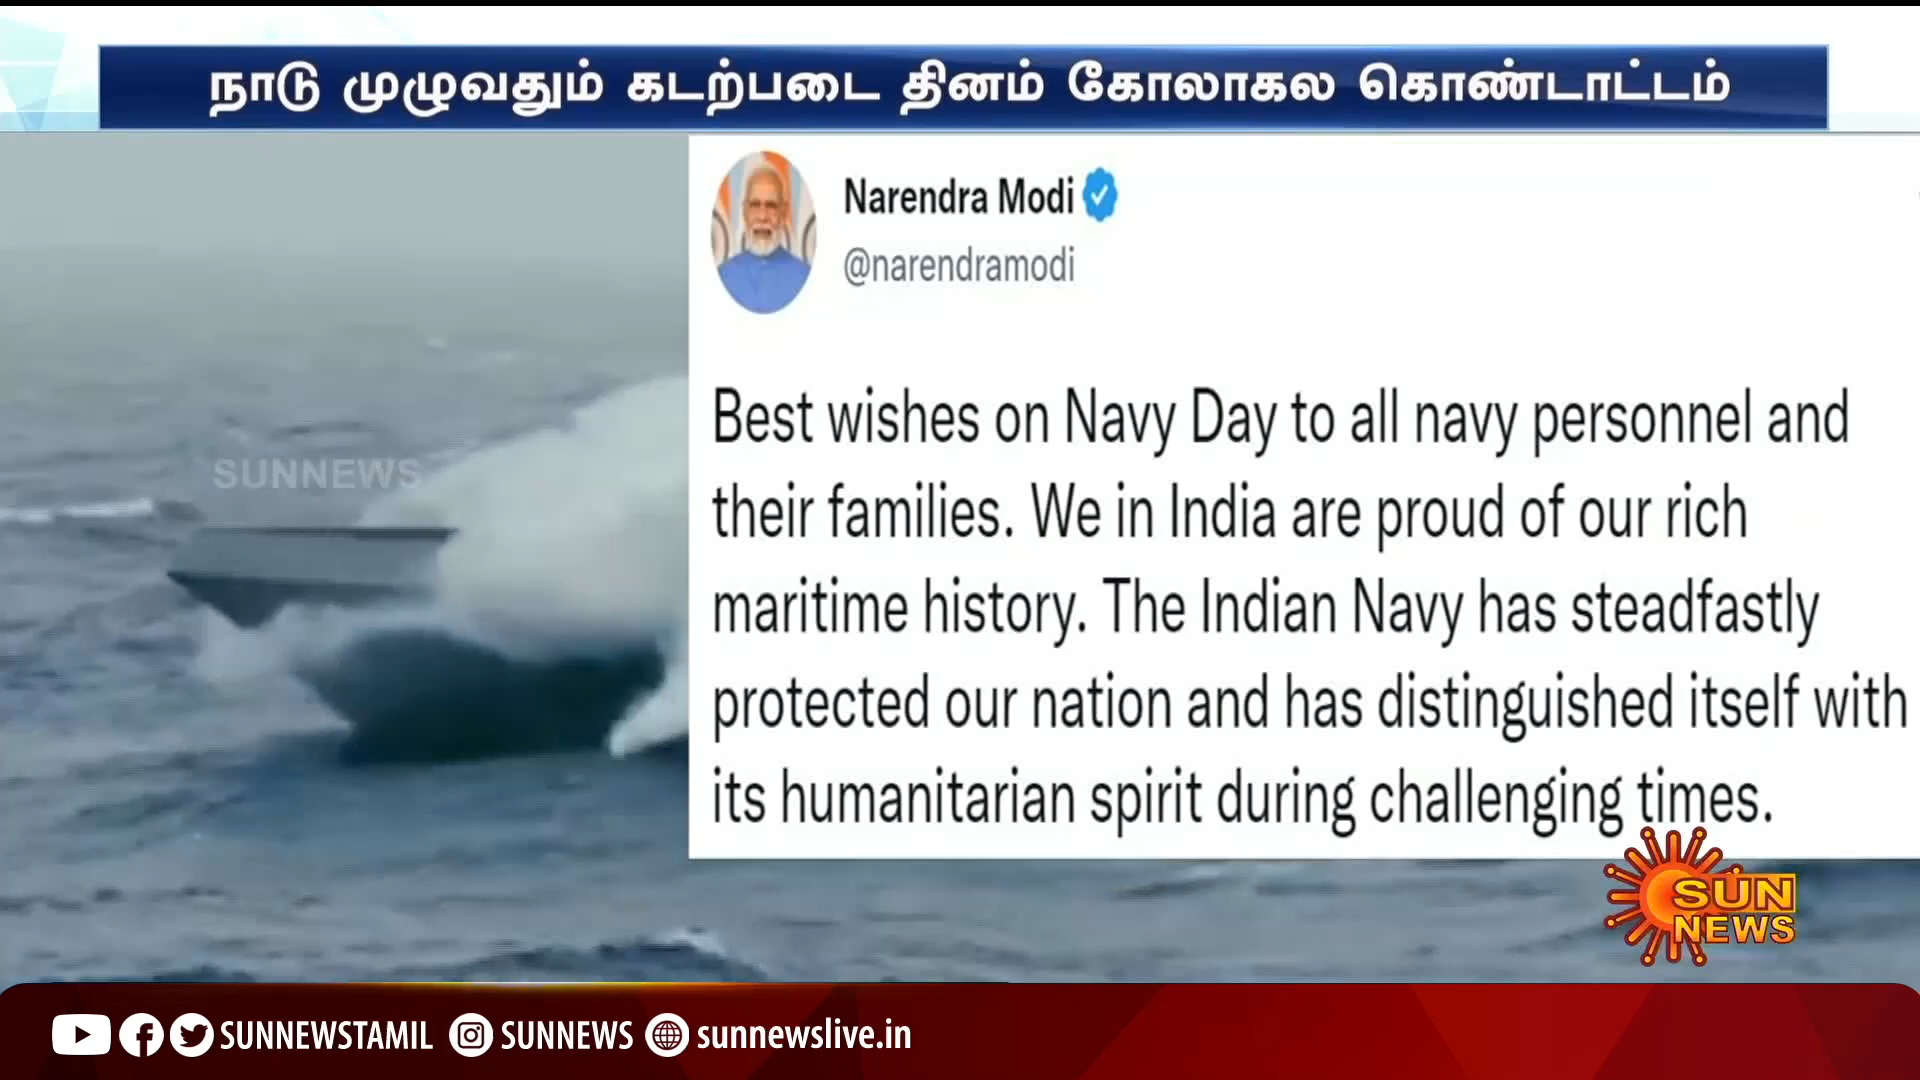 நாடு முழுவதும் கடற்படை தினம் கோலாகல கொண்டாட்டம்
Narendra Modi
@narendramodi
Best wishes on Navy Day to all navy personnel and
their families. We in India are proud of our rich
maritime history. The Indian Navy has steadfastly
protected our nation and has distinguished itself with
its humanitarian spirit during challenging times.
SUNNEWS
SUN
NEWS
SUNNEWSTAMIL SUNNEWS sunnewslive.in